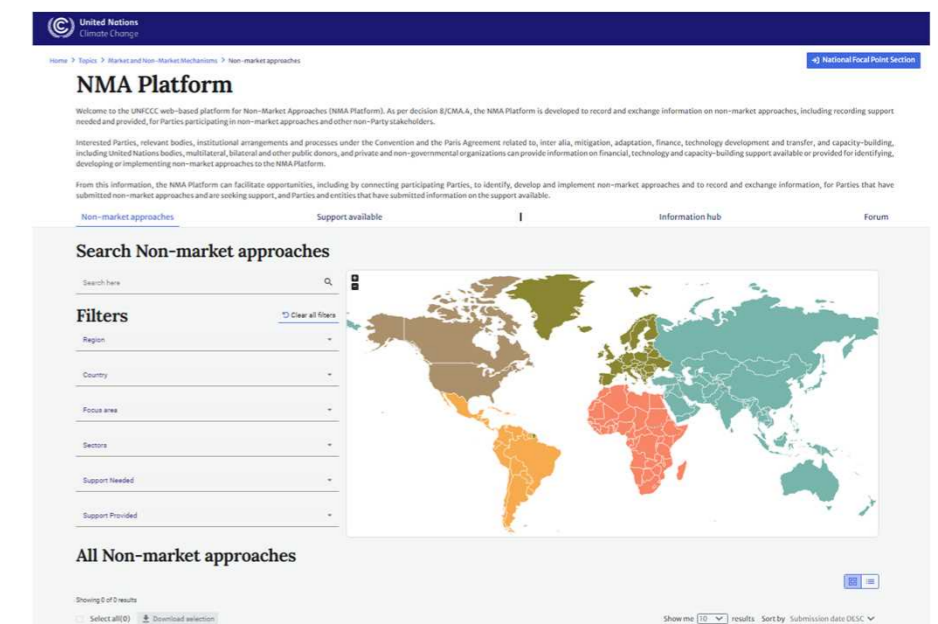 United Nations
Climate Change
Home > Topics > Market and Non-Market Mechanisms > Non-market approaches
National Focal Point Section
NMA Platform
Welcome to the UNFCCC web-based platform for Non-Market Approaches (NMA Platform). As per decision 8/CMA.4, the NMA Platform is developed to record and exchange information on non-market approaches, including recording support
needed and provided, for Parties participating in non-market approaches and other non-Party stakeholders.
Interested Parties, relevant bodies, institutional arrangements and processes under the Convention and the Paris Agreement related to, inter alia, mitigation, adaptation, finance, technology development and transfer, and capacity-building,
including United Nations bodies, multilateral, bilateral and other public donors, and private and non-governmental organizations can provide information on financial, technology and capacity-building support available or provided for identifying,
developing or implementing non-market approaches to the NMA Platform.
From this information, the NMA Platform can facilitate opportunities, including by connecting participating Parties, to identify, develop and implement non-market approaches and to record and exchange information, for Parties that have
submitted non-market approaches and are seeking support, and Parties and entities that have submitted information on the support available.
Non-market approaches Support available | Information hub Forum
Search Non-market approaches
Search here
Filters
Clear all filters
Region
Country
Focus area
Sectors
Support Needed
Support Provided
+
-
All Non-market approaches
Showing 0 of 0 results
Select all(0) Download selection
Show me 10 results Sort by Submission date DESC